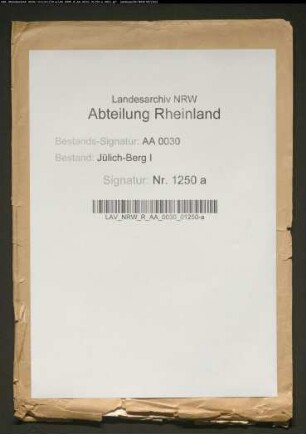 Landesarchiv NRW
Abteilung Rheinland
Bestands-Signatur: AA 0030
Bestand: Jülich-Berg I
Signatur: Nr. 1250 a
LAV_NRW_R_AA_0030_01250-a